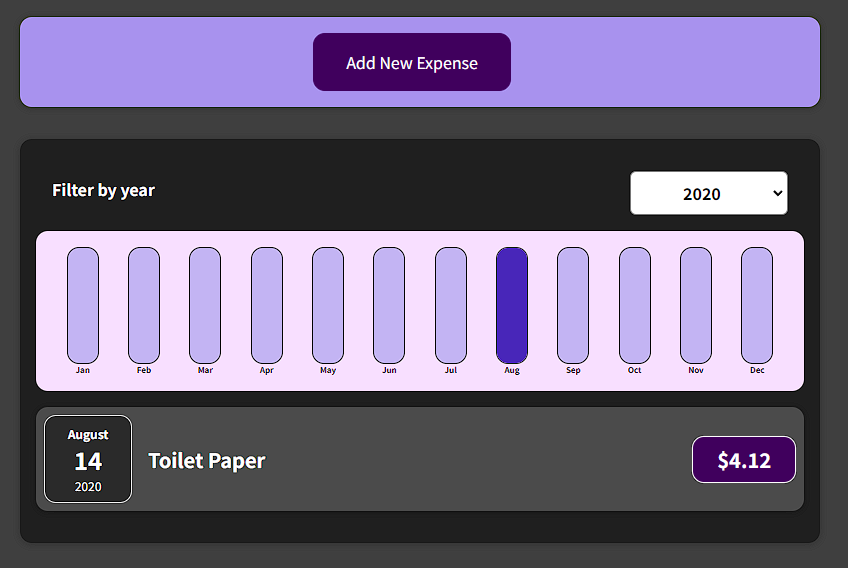 Add New Expense
Filter by year
2020
Jan Feb Mar Apr May Jun Jul Aug Sep Oct Nov Dec
August
14
2020
Toilet Paper
$4.12